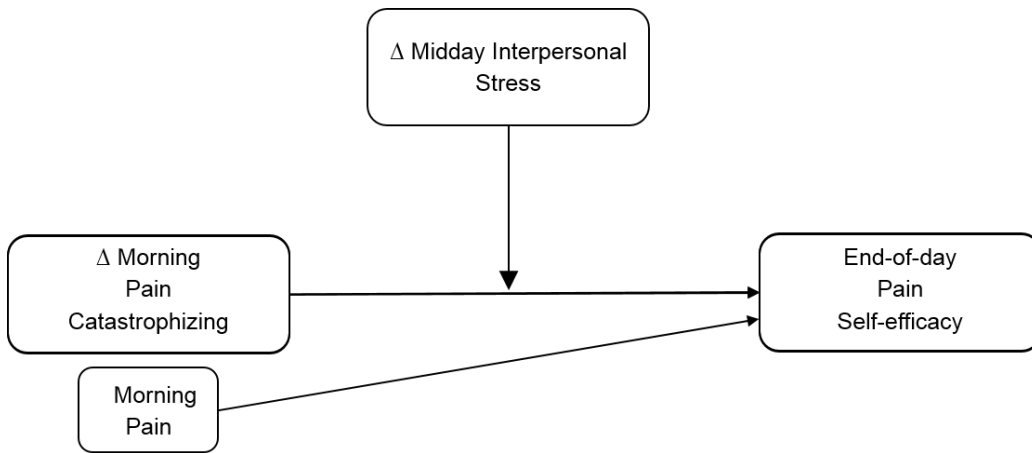 Δ Midday Interpersonal
Stress
Δ Morning
Pain
Catastrophizing
End-of-day
Pain
Self-efficacy
Morning
Pain